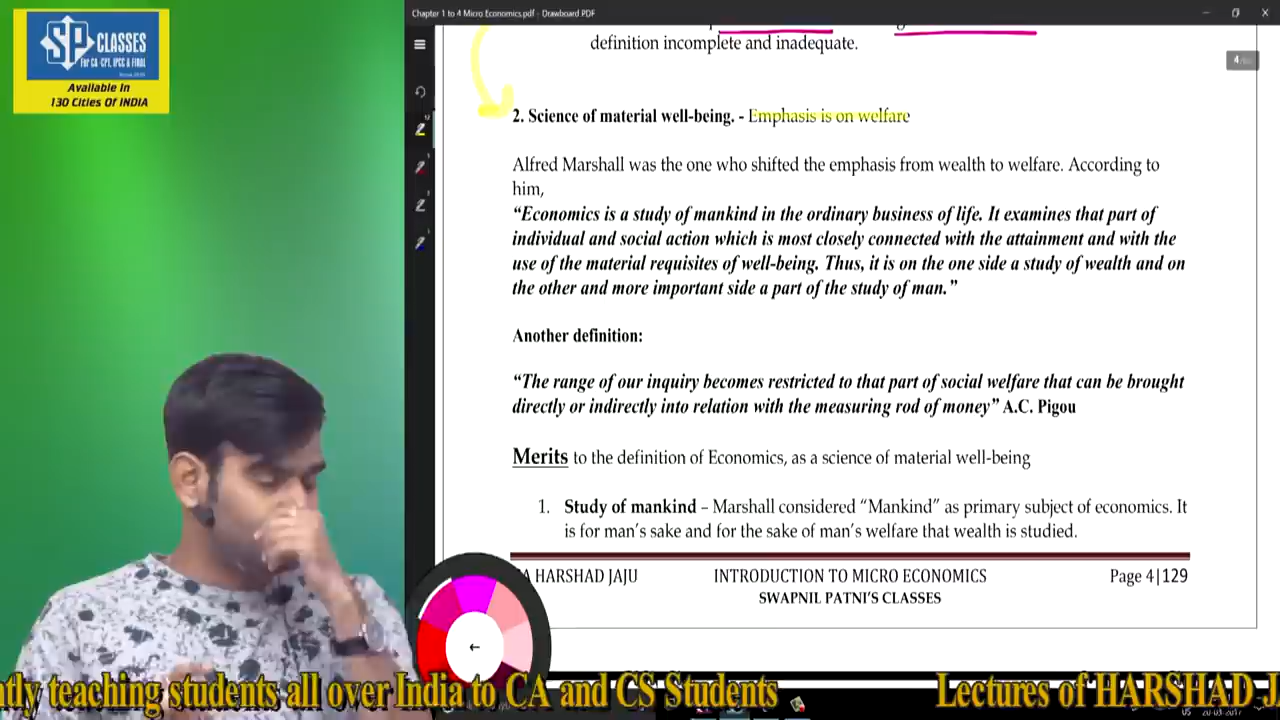 Chapter 1 to 4 Micro Economics.pdf - Drawboard PDF
SP CLASSES
For CA-CPT, IPCC & FINAL
Available In
130 Cities Of INDIA
definition incomplete and inadequate.
4
2. Science of material well-being. - Emphasis is on welfare
Alfred Marshall was the one who shifted the emphasis from wealth to welfare. According to
him,
“Economics is a study of mankind in the ordinary business of life. It examines that part of
individual and social action which is most closely connected with the attainment and with the
use of the material requisites of well-being. Thus, it is on the one side a study of wealth and on
the other and more important side a part of the study of man.”
Another definition:
“The range of our inquiry becomes restricted to that part of social welfare that can be brought
directly or indirectly into relation with the measuring rod of money” A.C. Pigou
Merits to the definition of Economics, as a science of material well-being
1. Study of mankind – Marshall considered “Mankind” as primary subject of economics. It
is for man’s sake and for the sake of man’s welfare that wealth is studied.
A HARSHAD JAJU INTRODUCTION TO MICRO ECONOMICS Page 4|129
SWAPNIL PATNI’S CLASSES
ntly teaching students all over India to CA and CS Students Lectures of HARSHAD J